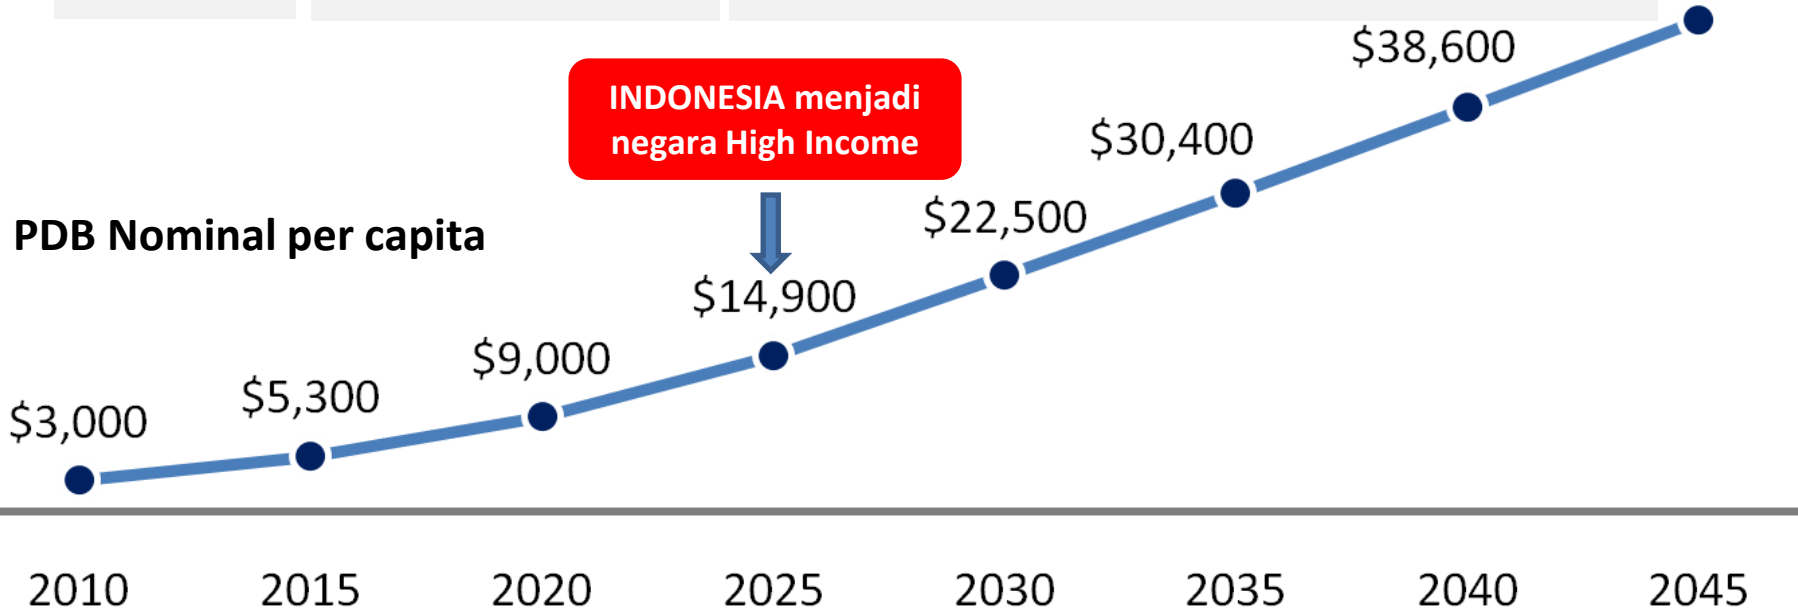 $38,600
INDONESIA menjadi
negara High Income
$30,400
$22,500
PDB Nominal per capita
$14,900
$9,000
$5,300
$3,000
2010 2015 2020 2025 2030 2035 2040 2045